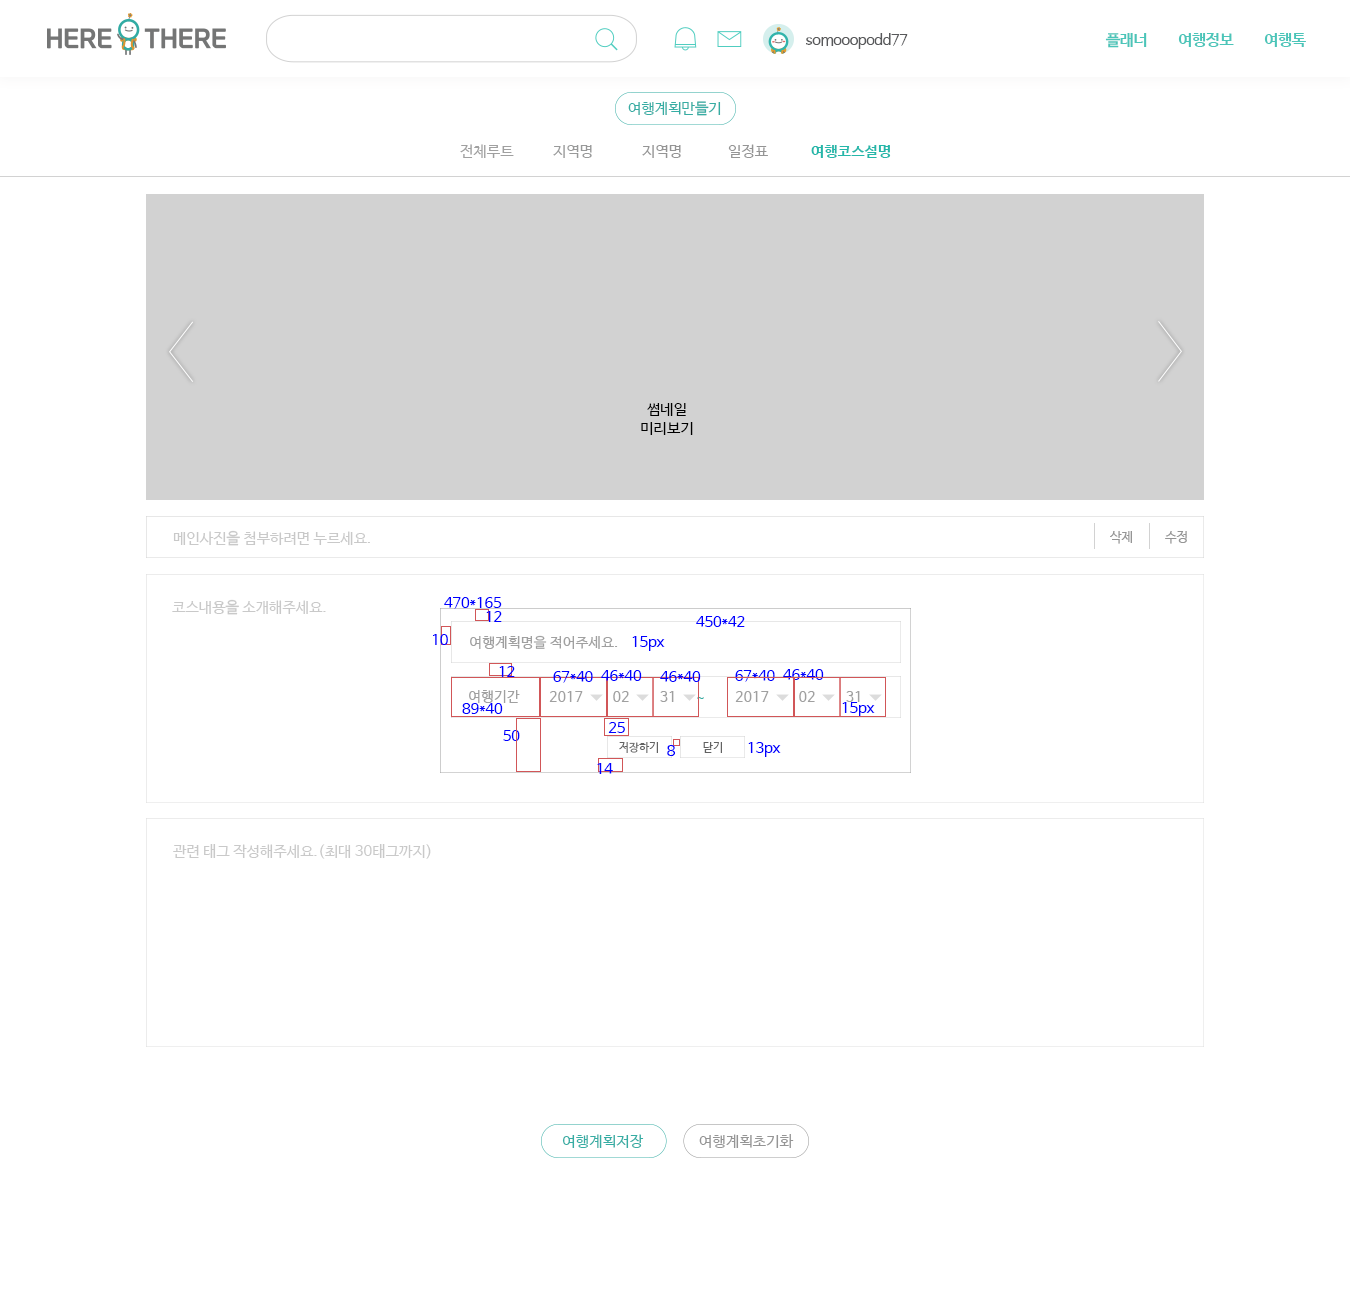 HERE THERE
somooopodd77
플래너 여행정보 여행톡
여행계획만들기
전체루트 지역명 지역명 일정표 여행코스설명
썸네일
미리보기
메인사진을 첨부하려면 누르세요.
삭제 수정
코스내용을 소개해주세요.
470*165
12
450*42
10
여행계획명을 적어주세요. 15px
12
67*40 46*40 46*40 67*40 46*40
여행기간 2017 02 31 ~ 2017 02 31
89*40
15px
25
50
저장하기 8 닫기 13px
14
관련 태그 작성해주세요.(최대 30태그까지)
여행계획저장 여행계획초기화